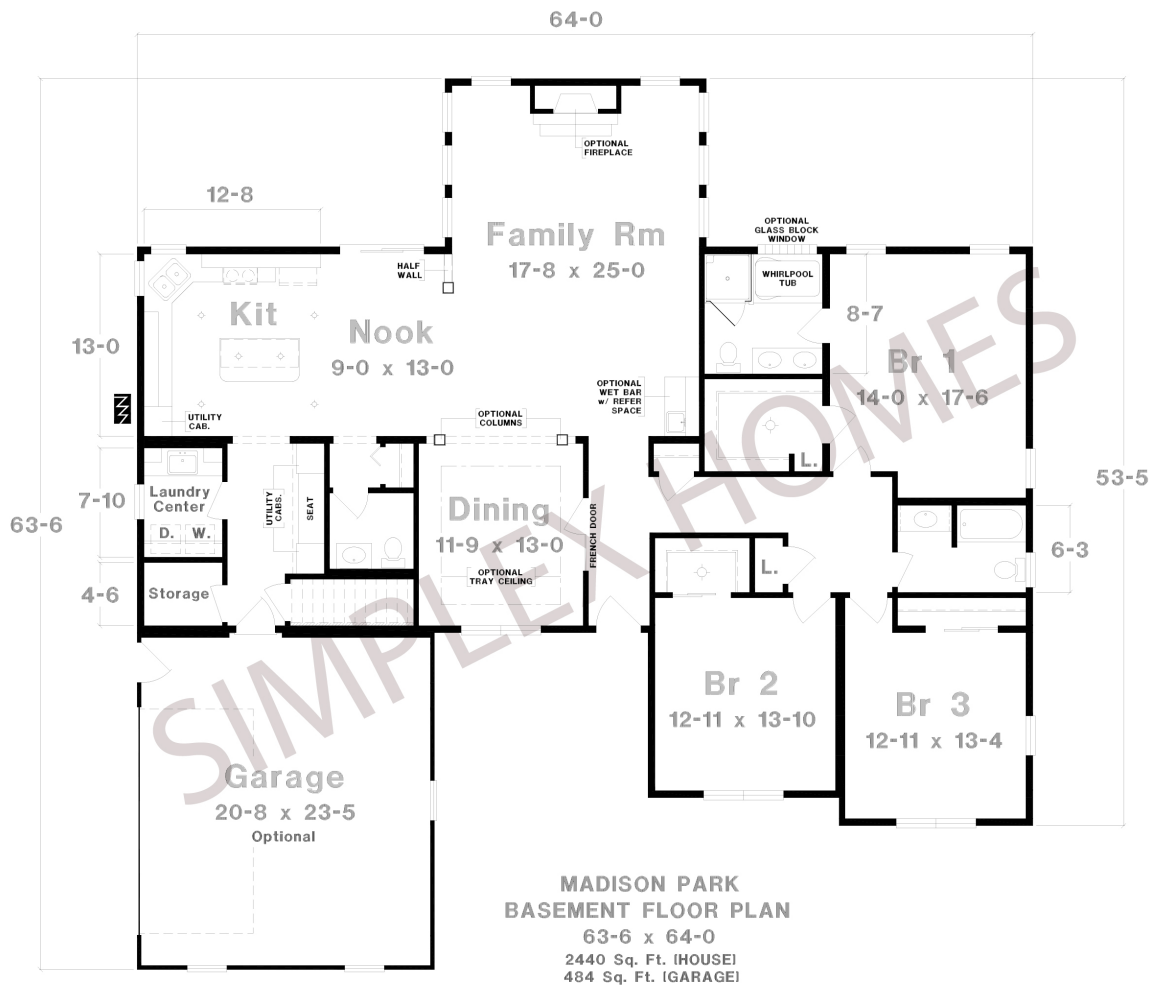 64-0
OPTIONAL
FIREPLACE
12-8
Family Rm
17-8 x 25-0
OPTIONAL
GLASS BLOCK
WINDOW
HALF
WALL
WHIRLPOOL
TUB
Kit
Nook
9-0 x 13-0
8-7
13-0
Br 1
14-0 x 17-6
OPTIONAL
WET BAR
w/ REFER
SPACE
UTILITY
CAB.
OPTIONAL
COLUMNS
L.
53-5
7-10
Laundry
Center
D. W.
UTILITY
CABS.
SEAT
Dining
11-9 x 13-0
FRENCH DOOR
63-6
6-3
OPTIONAL
TRAY CEILING
L.
4-6
Storage
Br 2
12-11 x 13-10
Br 3
12-11 x 13-4
Garage
20-8 x 23-5
Optional
SIMPLEX HOMES
MADISON PARK
BASEMENT FLOOR PLAN
63-6 x 64-0
2440 Sq. Ft. (HOUSE)
484 Sq. Ft. (GARAGE)